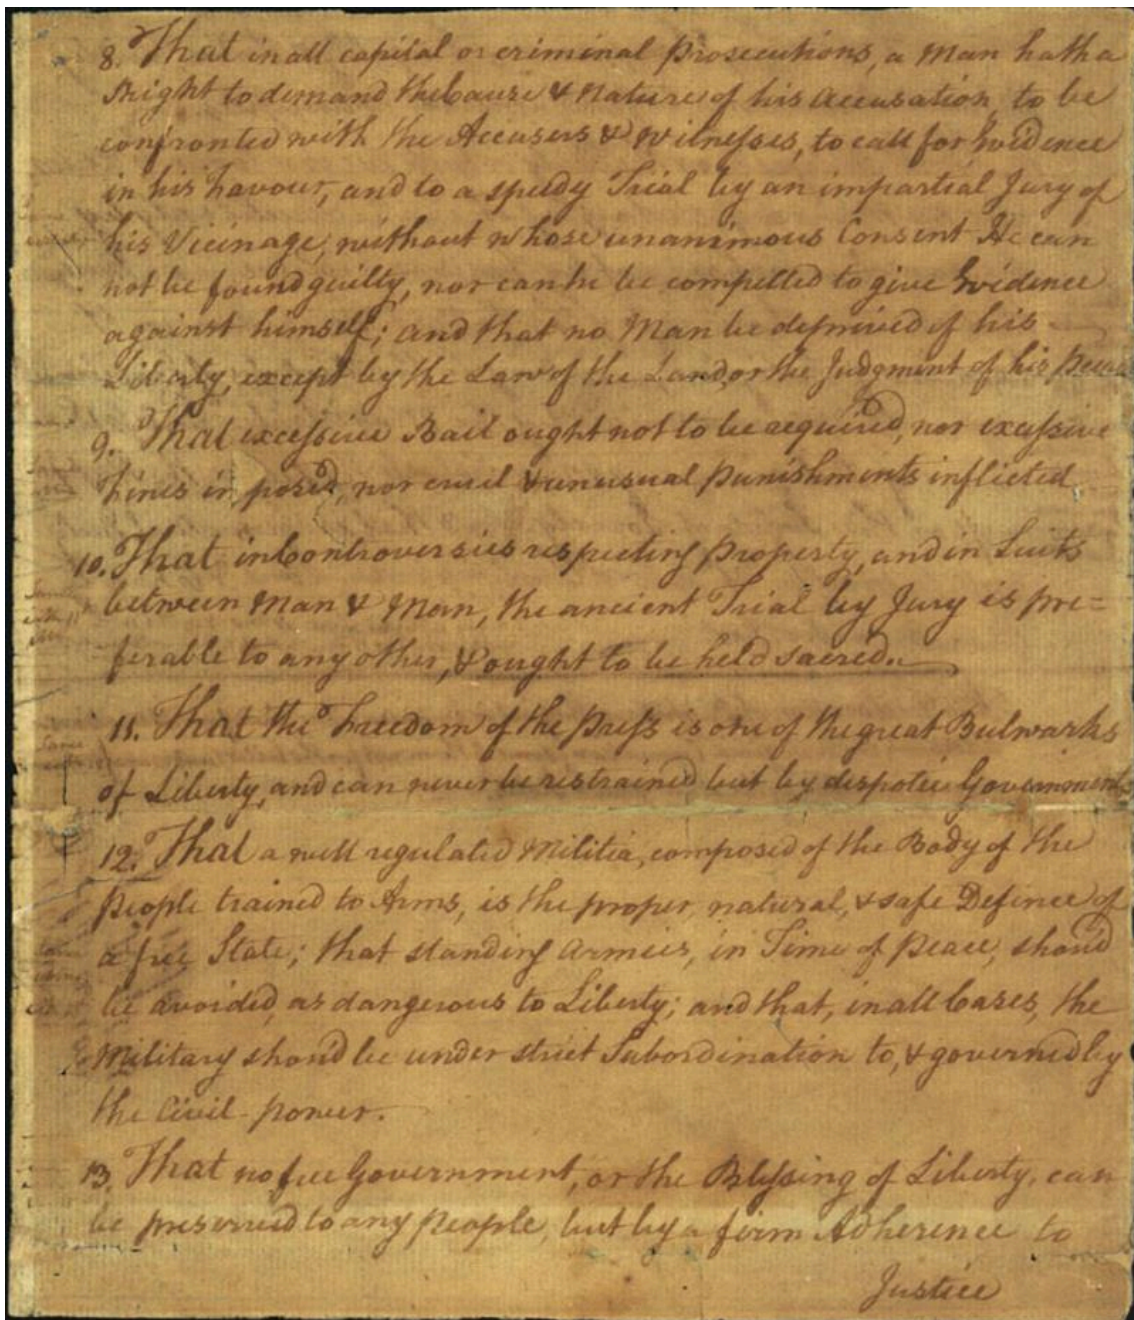 8. That in all capital or criminal Prosecutions, a Man hath a
Right to demand the Cause & Nature of his Accusation, to be
confronted with the Accusers & Witnesses, to call for Evidence
in his Favour, and to a speedy Trial by an impartial Jury of
his Vicinage, without whose unanimous Consent He can
not be found guilty, nor can he be compelled to give Evidence
against himself; and that no Man be deprived of his
Liberty, except by the Law of the Land, or the Judgment of his Peers
9. That excessive Bail ought not to be required, nor excessive
Fines imposed, nor cruel & unusual Punishments inflicted
10. That in Controversies respecting Property, and in Suits
between Man & Man, the ancient Trial by Jury is pre=
ferable to any other, & ought to be held sacred.
11. That the Freedom of the Press is one of the great Bulwarks
of Liberty, and can never be restrained but by despotic Governments
12. That a well regulated Militia, composed of the Body of the
People trained to Arms, is the proper, natural, & safe Defence of
a free State; that standing Armies, in Time of Peace, should
be avoided, as dangerous to Liberty; and that, in all Cases, the
Military should be under strict Subordination to, & governed by
the Civil Power.
13. That no free Government, or the Blessing of Liberty, can
be preserved to any People, but by a firm Adherence to
Justice